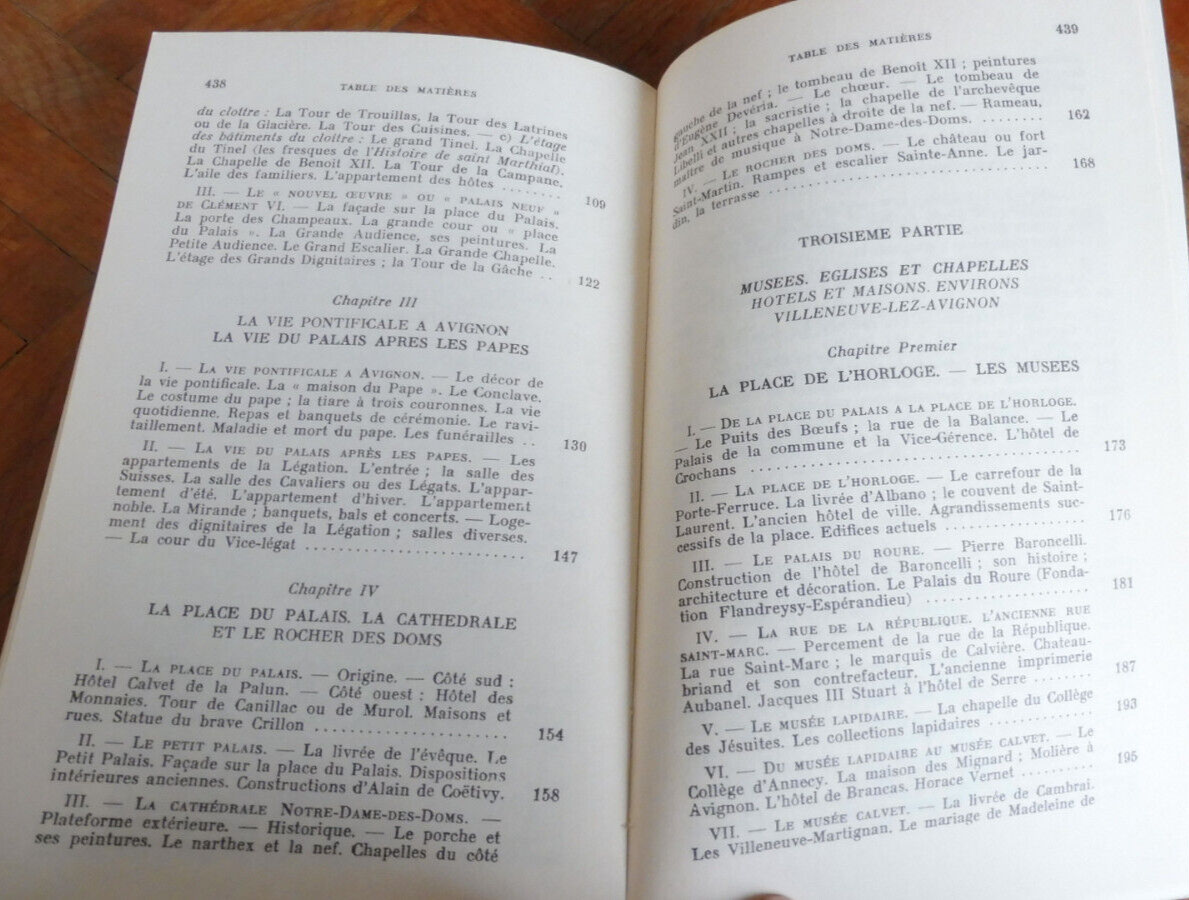 438
TABLE DES MATIÈRES
du cloître : La Tour de Trouillas, la Tour des Latrines
ou de la Glacière. La Tour des Cuisines. — c) L'étage
des bâtiments du cloître : Le grand Tinel. La Chapelle
du Tinel (les fresques de l'Histoire de saint Martial).
La Chapelle de Benoit XII. La Tour de la Campane.
L'aile des familiers. L'appartement des hôtes ........ 109
III. — LE « NOUVEL ŒUVRE » OU « PALAIS NEUF »
DE CLÉMENT VI. — La façade sur la place du Palais.
La porte des Champeaux. La grande cour ou « place
du Palais ». La Grande Audience, ses peintures. La
Petite Audience. Le Grand Escalier. La Grande Chapelle.
L'étage des Grands Dignitaires ; la Tour de la Gâche .. 122
Chapitre III
LA VIE PONTIFICALE A AVIGNON
LA VIE DU PALAIS APRES LES PAPES
I. — LA VIE PONTIFICALE A AVIGNON. — Le décor de
la vie pontificale. La « maison du Pape ». Le Conclave.
Le costume du pape ; la tiare à trois couronnes. La vie
quotidienne. Repas et banquets de cérémonie. Le ravi-
taillement. Maladie et mort du pape. Les funérailles .. 130
II. — LA VIE DU PALAIS APRÈS LES PAPES. — Les
appartements de la Légation. L'entrée ; la salle des
Suisses. La salle des Cavaliers ou des Légats. L'appar-
tement d'été. L'appartement d'hiver. L'appartement
noble. La Mirande ; banquets, bals et concerts. — Loge-
ment des dignitaires de la Légation ; salles diverses.
— La cour du Vice-légat ........................ 147
Chapitre IV
LA PLACE DU PALAIS. LA CATHEDRALE
ET LE ROCHER DES DOMS
I. — LA PLACE DU PALAIS. — Origine. — Côté sud :
Hôtel Calvet de la Palun. — Côté ouest : Hôtel des
Monnaies. Tour de Canillac ou de Murol. Maisons et
rues. Statue du brave Crillon ...................... 154
II. — LE PETIT PALAIS. — La livrée de l'évêque. Le
Petit Palais. Façade sur la place du Palais. Dispositions
intérieures anciennes. Constructions d'Alain de Coëtivy. 158
III. — LA CATHÉDRALE NOTRE-DAME-DES-DOMS. —
Plateforme extérieure. — Historique. — Le porche et
ses peintures. Le narthex et la nef. Chapelles du côté
TABLE DES MATIÈRES
439
gauche de la nef ; le tombeau de Benoît XII ; peintures
d'Eugène Devéria. — Le chœur. — Le tombeau de
Jean XXII ; la sacristie ; la chapelle de l'archevêque
Libelli et autres chapelles à droite de la nef. — Rameau,
maître de musique à Notre-Dame-des-Doms. ........ 162
IV. — LE ROCHER DES DOMS. — Le château ou fort
Saint-Martin. Rampes et escalier Sainte-Anne. Le jar-
din, la terrasse ................................ 168
TROISIEME PARTIE
MUSEES. EGLISES ET CHAPELLES
HOTELS ET MAISONS. ENVIRONS
VILLENEUVE-LEZ-AVIGNON
Chapitre Premier
LA PLACE DE L'HORLOGE. — LES MUSEES
I. — DE LA PLACE DU PALAIS A LA PLACE DE L'HORLOGE.
— Le Puits des Bœufs ; la rue de la Balance. — Le
Palais de la commune et la Vice-Gérence. L'hôtel de
Crochans ................................ 173
II. — LA PLACE DE L'HORLOGE. — Le carrefour de la
Porte-Ferruce. La livrée d'Albano ; le couvent de Saint-
Laurent. L'ancien hôtel de ville. Agrandissements suc-
cessifs de la place. Edifices actuels ................ 176
III. — LE PALAIS DU ROURE. — Pierre Baroncelli.
Construction de l'hôtel de Baroncelli ; son histoire ;
architecture et décoration. Le Palais du Roure (Fonda-
tion Flandreysy-Espérandieu) ................ 181
IV. — LA RUE DE LA RÉPUBLIQUE. L'ANCIENNE RUE
SAINT-MARC. — Percement de la rue de la République.
La rue Saint-Marc ; le marquis de Calvière. Chateau-
briand et son contrefacteur. L'ancienne imprimerie
Aubanel. Jacques III Stuart à l'hôtel de Serre ........ 187
V. — LE MUSÉE LAPIDAIRE. — La chapelle du Collège
des Jésuites. Les collections lapidaires .............. 193
VI. — DU MUSÉE LAPIDAIRE AU MUSÉE CALVET. — Le
Collège d'Annecy. La maison des Mignard ; Molière à
Avignon. L'hôtel de Brancas. Horace Vernet .......... 195
VII. — LE MUSÉE CALVET. — La livrée de Cambrai.
Les Villeneuve-Martignan. Le mariage de Madeleine de